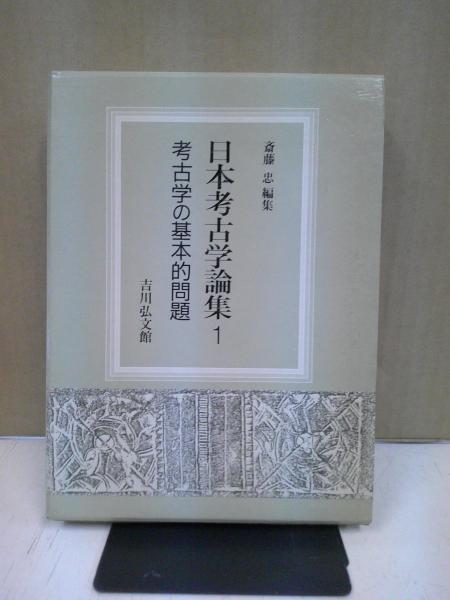 斎藤 忠 編集
日本考古学論集 1
考古学の基本的問題
吉川弘文館